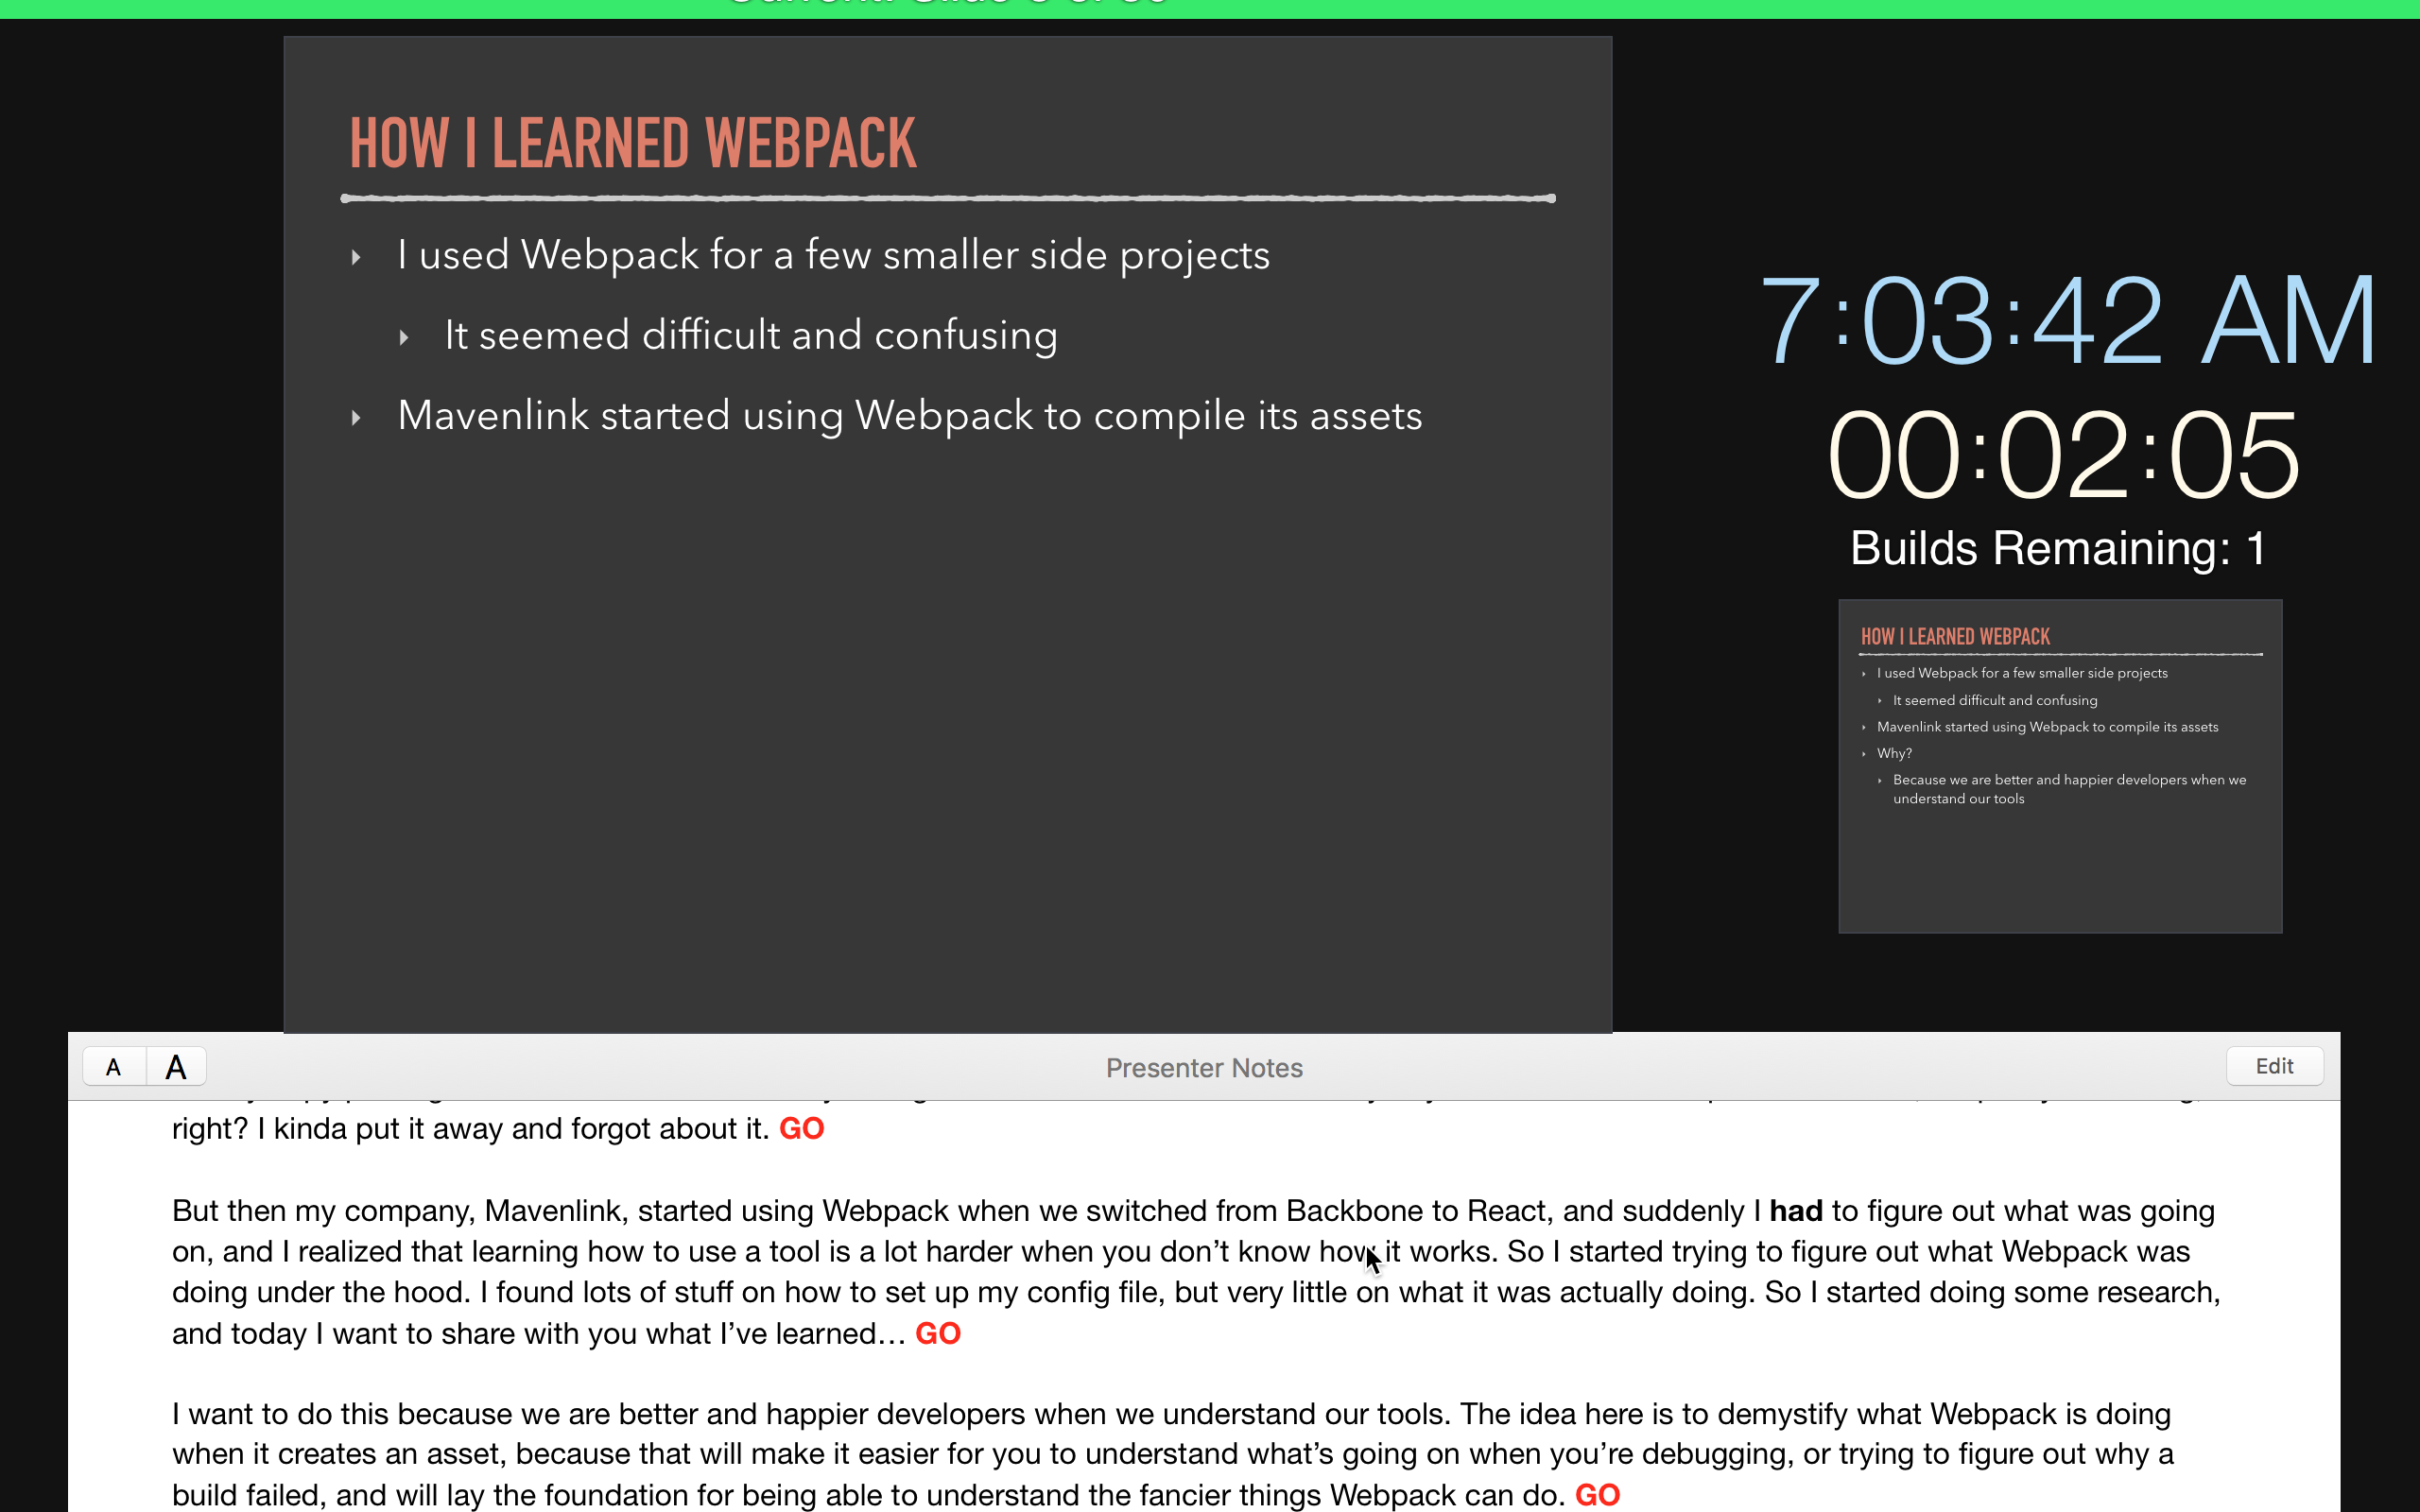 HOW I LEARNED WEBPACK
I used Webpack for a few smaller side projects
It seemed difficult and confusing
Mavenlink started using Webpack to compile its assets
7:03:42 AM
00:02:05
Builds Remaining: 1
HOW I LEARNED WEBPACK
I used Webpack for a few smaller side projects
It seemed difficult and confusing
Mavenlink started using Webpack to compile its assets
Why?
Because we are better and happier developers when we
understand our tools
A A Presenter Notes Edit
right? I kinda put it away and forgot about it. GO
But then my company, Mavenlink, started using Webpack when we switched from Backbone to React, and suddenly I had to figure out what was going
on, and I realized that learning how to use a tool is a lot harder when you don’t know how it works. So I started trying to figure out what Webpack was
doing under the hood. I found lots of stuff on how to set up my config file, but very little on what it was actually doing. So I started doing some research,
and today I want to share with you what I’ve learned… GO
I want to do this because we are better and happier developers when we understand our tools. The idea here is to demystify what Webpack is doing
when it creates an asset, because that will make it easier for you to understand what’s going on when you’re debugging, or trying to figure out why a
build failed, and will lay the foundation for being able to understand the fancier things Webpack can do. GO